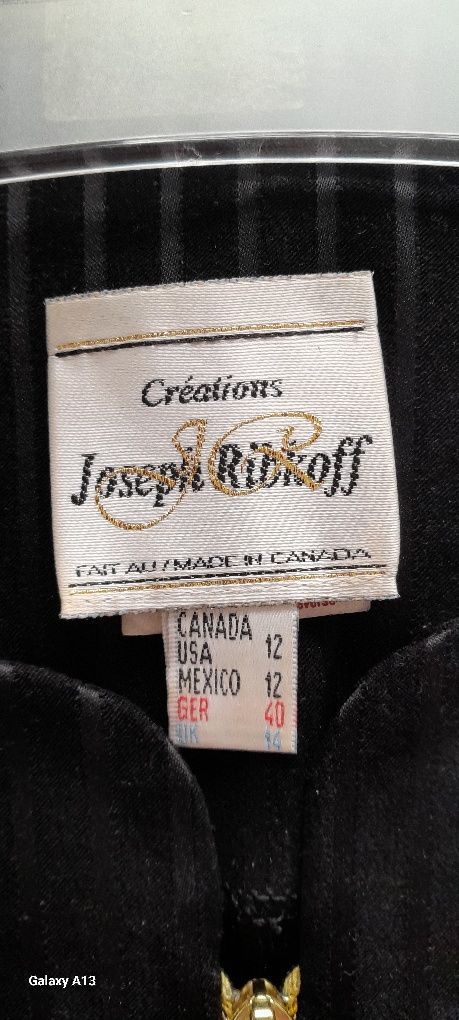 Créations
Joseph Ribkoff
FAIT AU / MADE IN CANADA
CANADA
USA 12
MEXICO 12
GER 40
UK 14
Galaxy A13